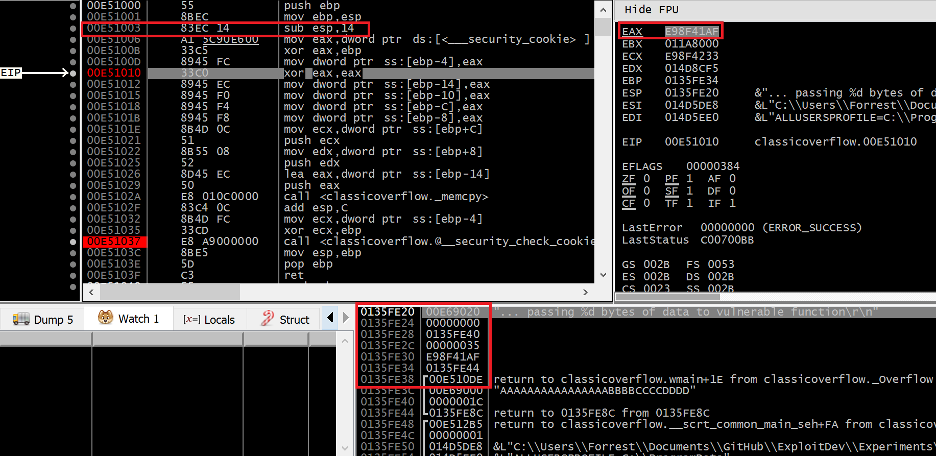 00E51000 55 push ebp
00E51001 8BEC mov ebp,esp
00E51003 83EC 14 sub esp,14
00E51006 A1 5C90E600 mov eax,dword ptr ds:[<___security_cookie> ]
00E5100B 33C5 xor eax,ebp
00E5100D 8945 FC mov dword ptr ss:[ebp-4],eax
EIP 00E51010 33C0 xor eax,eax
00E51012 8945 EC mov dword ptr ss:[ebp-14],eax
00E51015 8945 F0 mov dword ptr ss:[ebp-10],eax
00E51018 8945 F4 mov dword ptr ss:[ebp-C],eax
00E5101B 8945 F8 mov dword ptr ss:[ebp-8],eax
00E5101E 8B4D 0C mov ecx,dword ptr ss:[ebp+C]
00E51021 51 push ecx
00E51022 8B55 08 mov edx,dword ptr ss:[ebp+8]
00E51025 52 push edx
00E51026 8D45 EC lea eax,dword ptr ss:[ebp-14]
00E51029 50 push eax
00E5102A E8 010C0000 call <classicoverflow._memcpy>
00E5102F 83C4 0C add esp,C
00E51032 8B4D FC mov ecx,dword ptr ss:[ebp-4]
00E51035 33CD xor ecx,ebp
00E51037 E8 A9000000 call <classicoverflow.@__security_check_cookie
00E5103C 8BE5 mov esp,ebp
00E5103E 5D pop ebp
00E5103F C3 ret
Hide FPU
EAX E98F41AF
EBX 011A8000
ECX E98F4233
EDX 014D8CF5
EBP 0135FE34
ESP 0135FE20 &"... passing %d bytes of d
ESI 014D5DE8 &L"C:\\Users\\Forrest\\Docu
EDI 014D5EE0 &L"ALLUSERSPROFILE=C:\\Prog
EIP 00E51010 classicoverflow.00E51010
EFLAGS 00000384
ZF 0 PF 1 AF 0
OF 0 SF 1 DF 0
CF 0 TF 1 IF 1
LastError 00000000 (ERROR_SUCCESS)
LastStatus C00700BB
GS 002B FS 0053
ES 002B DS 002B
CS 0023 SS 002B
Dump 5 Watch 1 [x=] Locals Struct
0135FE20 00E69020 "... passing %d bytes of data to vulnerable function\r\n"
0135FE24 00000000
0135FE28 0135FE40
0135FE2C 00000035
0135FE30 E98F41AF
0135FE34 0135FE44
0135FE38 00E510DE return to classicoverflow.wmain+1E from classicoverflow._Overflow
0135FE3C 00E69000 "AAAAAAAAAAAAAAAABBBBCCCCDDDD"
0135FE40 0000001C
0135FE44 0135FE8C return to 0135FE8C from 0135FE8C
0135FE48 00E512B5 return to classicoverflow.__scrt_common_main_seh+FA from classico
0135FE4C 00000001
0135FE50 014D5DE8 &L"C:\\Users\\Forrest\\Documents\\GitHub\\ExploitDev\\Experiments\